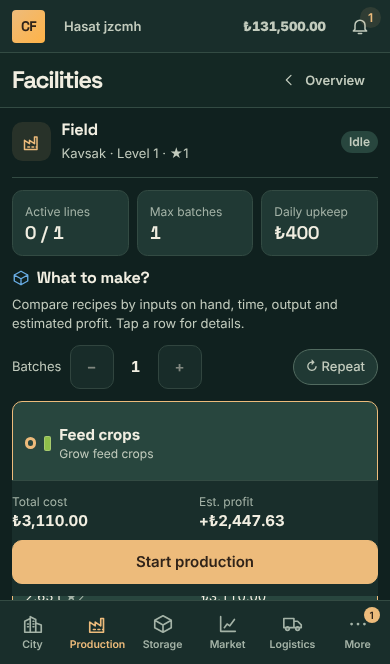 CF
Hasat jzcmh
₺131,500.00
1
Facilities
Overview
Field
Kavsak · Level 1 · ★1
Idle
Active lines
0 / 1
Max batches
1
Daily upkeep
₺400
What to make?
Compare recipes by inputs on hand, time, output and
estimated profit. Tap a row for details.
Batches
−
1
+
Repeat
Feed crops
Grow feed crops
Total cost
₺3,110.00
Est. profit
+₺2,447.63
Start production
City
Production
Storage
Market
Logistics
More
1